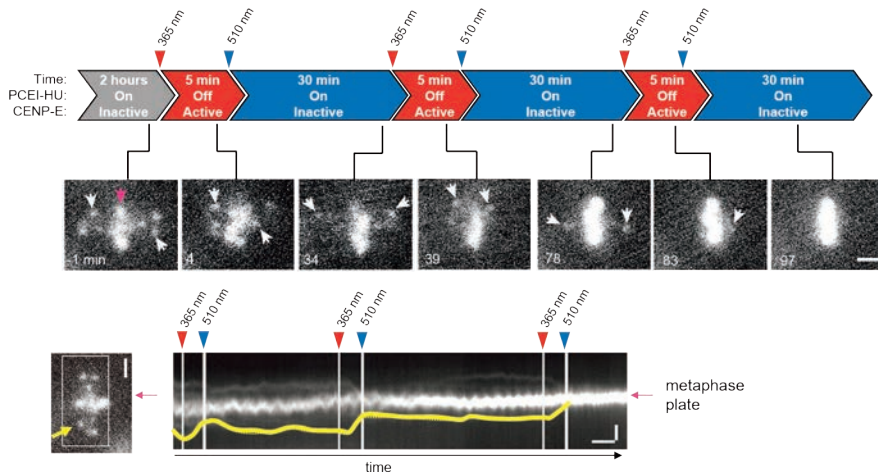 365 nm
510 nm
365 nm
510 nm
365 nm
510 nm
Time:
PCEI-HU:
CENP-E:
2 hours
On
Inactive
5 min
Off
Active
30 min
On
Inactive
5 min
Off
Active
30 min
On
Inactive
5 min
Off
Active
30 min
On
Inactive
-1 min
4
34
39
78
83
97
365 nm
510 nm
365 nm
510 nm
365 nm
510 nm
metaphase
plate
time